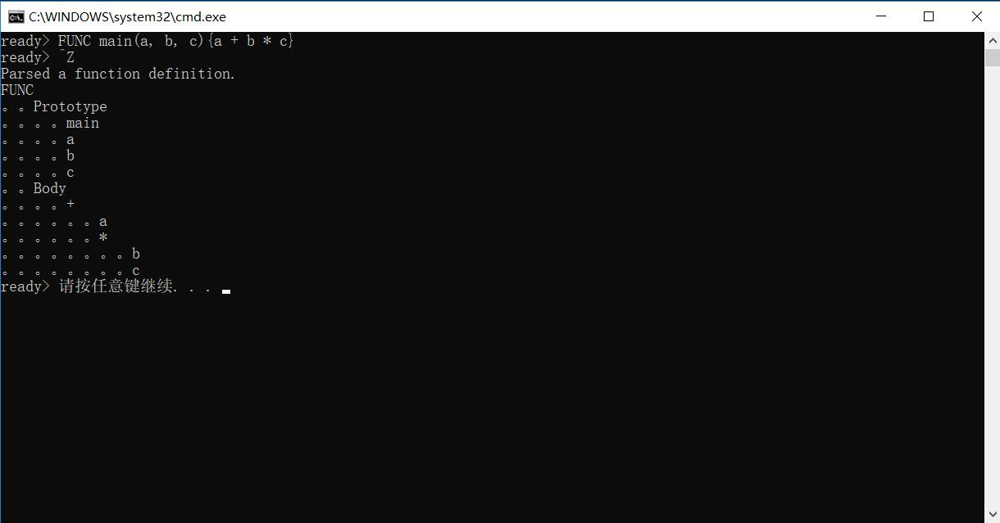 C:\WINDOWS\system32\cmd.exe
ready> FUNC main(a, b, c){a + b * c}
ready> ^Z
Parsed a function definition.
FUNC
。。Prototype
。。。。main
。。。。a
。。。。b
。。。。c
。。Body
。。。。+
。。。。。。a
。。。。。。*
。。。。。。。。b
。。。。。。。。c
ready> 请按任意键继续. . .